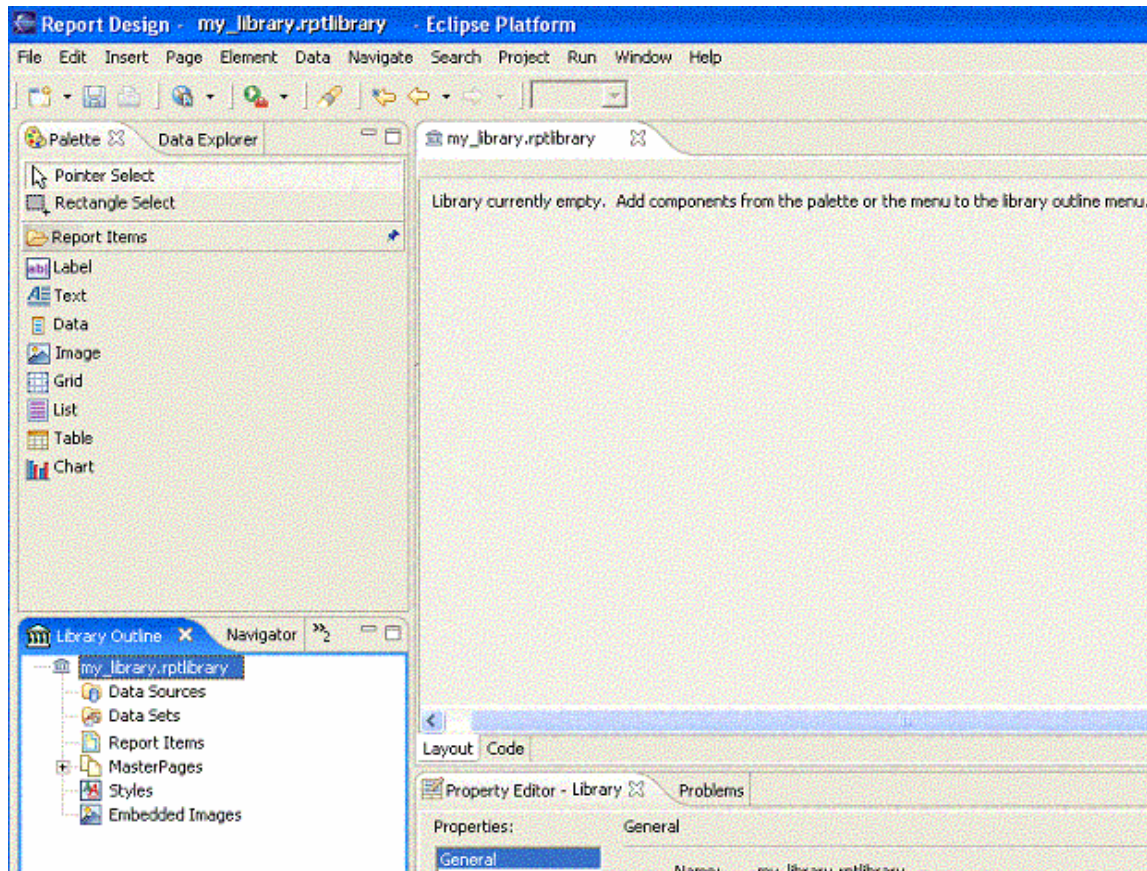 Report Design - my_library.rptlibrary - Eclipse Platform
File Edit Insert Page Element Data Navigate Search Project Run Window Help
Palette Data Explorer
Pointer Select
Rectangle Select
Report Items
Label
Text
Data
Image
Grid
List
Table
Chart
my_library.rptlibrary
Library currently empty. Add components from the palette or the menu to the library outline menu.
Library Outline Navigator »2
my_library.rptlibrary
Data Sources
Data Sets
Report Items
MasterPages
Styles
Embedded Images
Layout Code
Property Editor - Library Problems
Properties: General
General
Name: my_library.rptlibrary